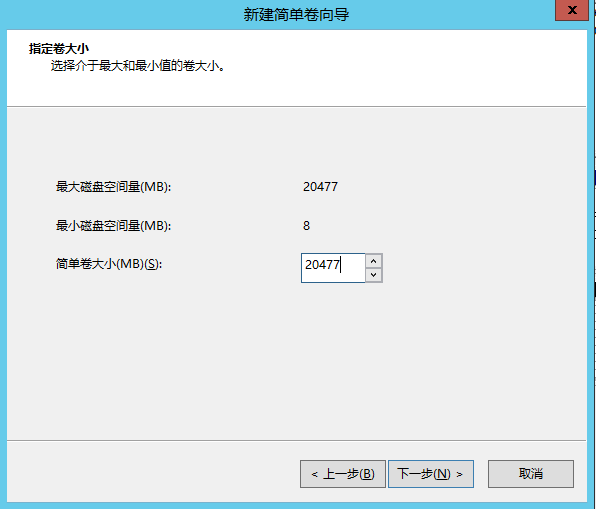 新建简单卷向导
x
指定卷大小
选择介于最大和最小值的卷大小。
最大磁盘空间量(MB): 20477
最小磁盘空间量(MB): 8
简单卷大小(MB)(S): 20477
< 上一步(B) 下一步(N) > 取消